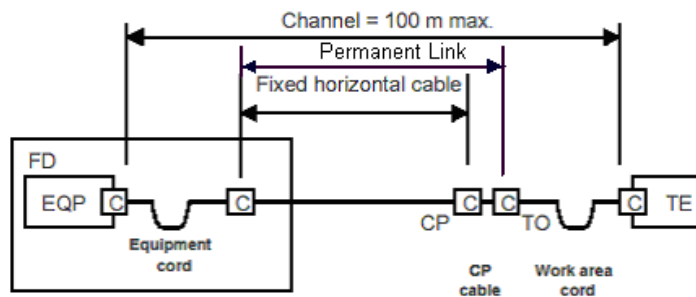 Channel = 100 m max.
Permanent Link
Fixed horizontal cable
FD
EQP
C
C
CP
C
C
TO
C
TE
Equipment
cord
CP
cable
Work area
cord